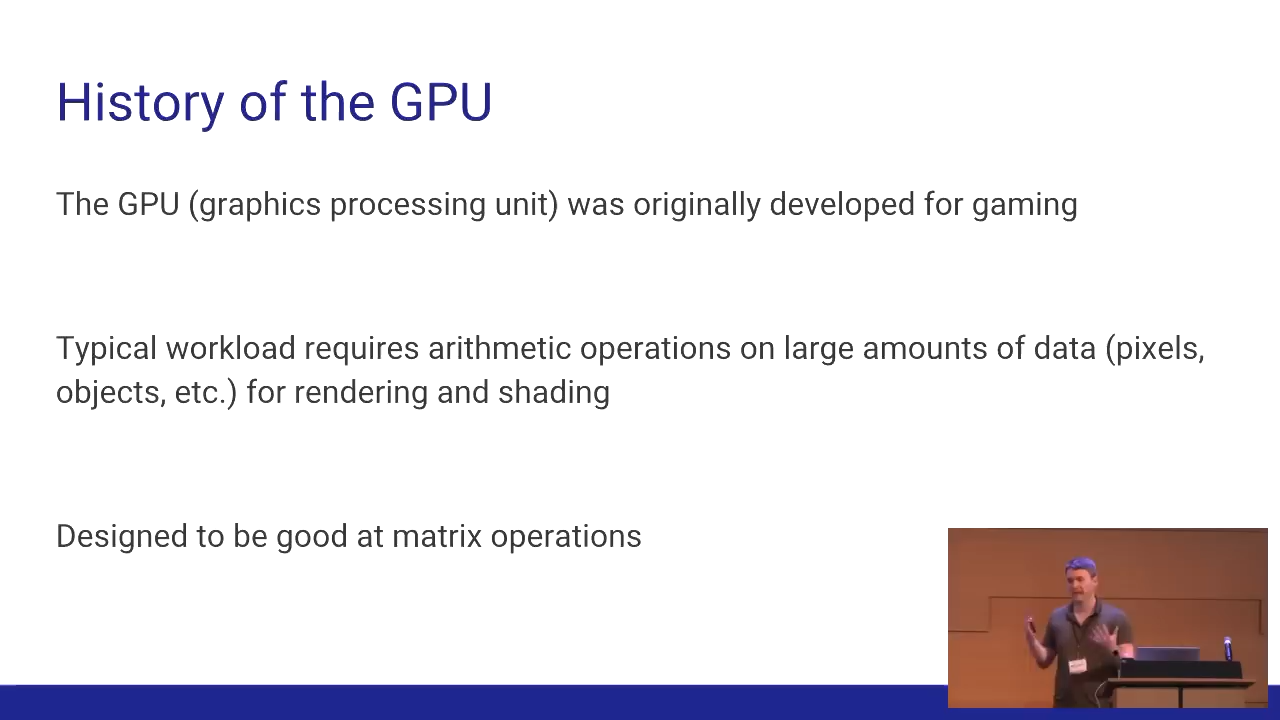 History of the GPU
The GPU (graphics processing unit) was originally developed for gaming
Typical workload requires arithmetic operations on large amounts of data (pixels,
objects, etc.) for rendering and shading
Designed to be good at matrix operations